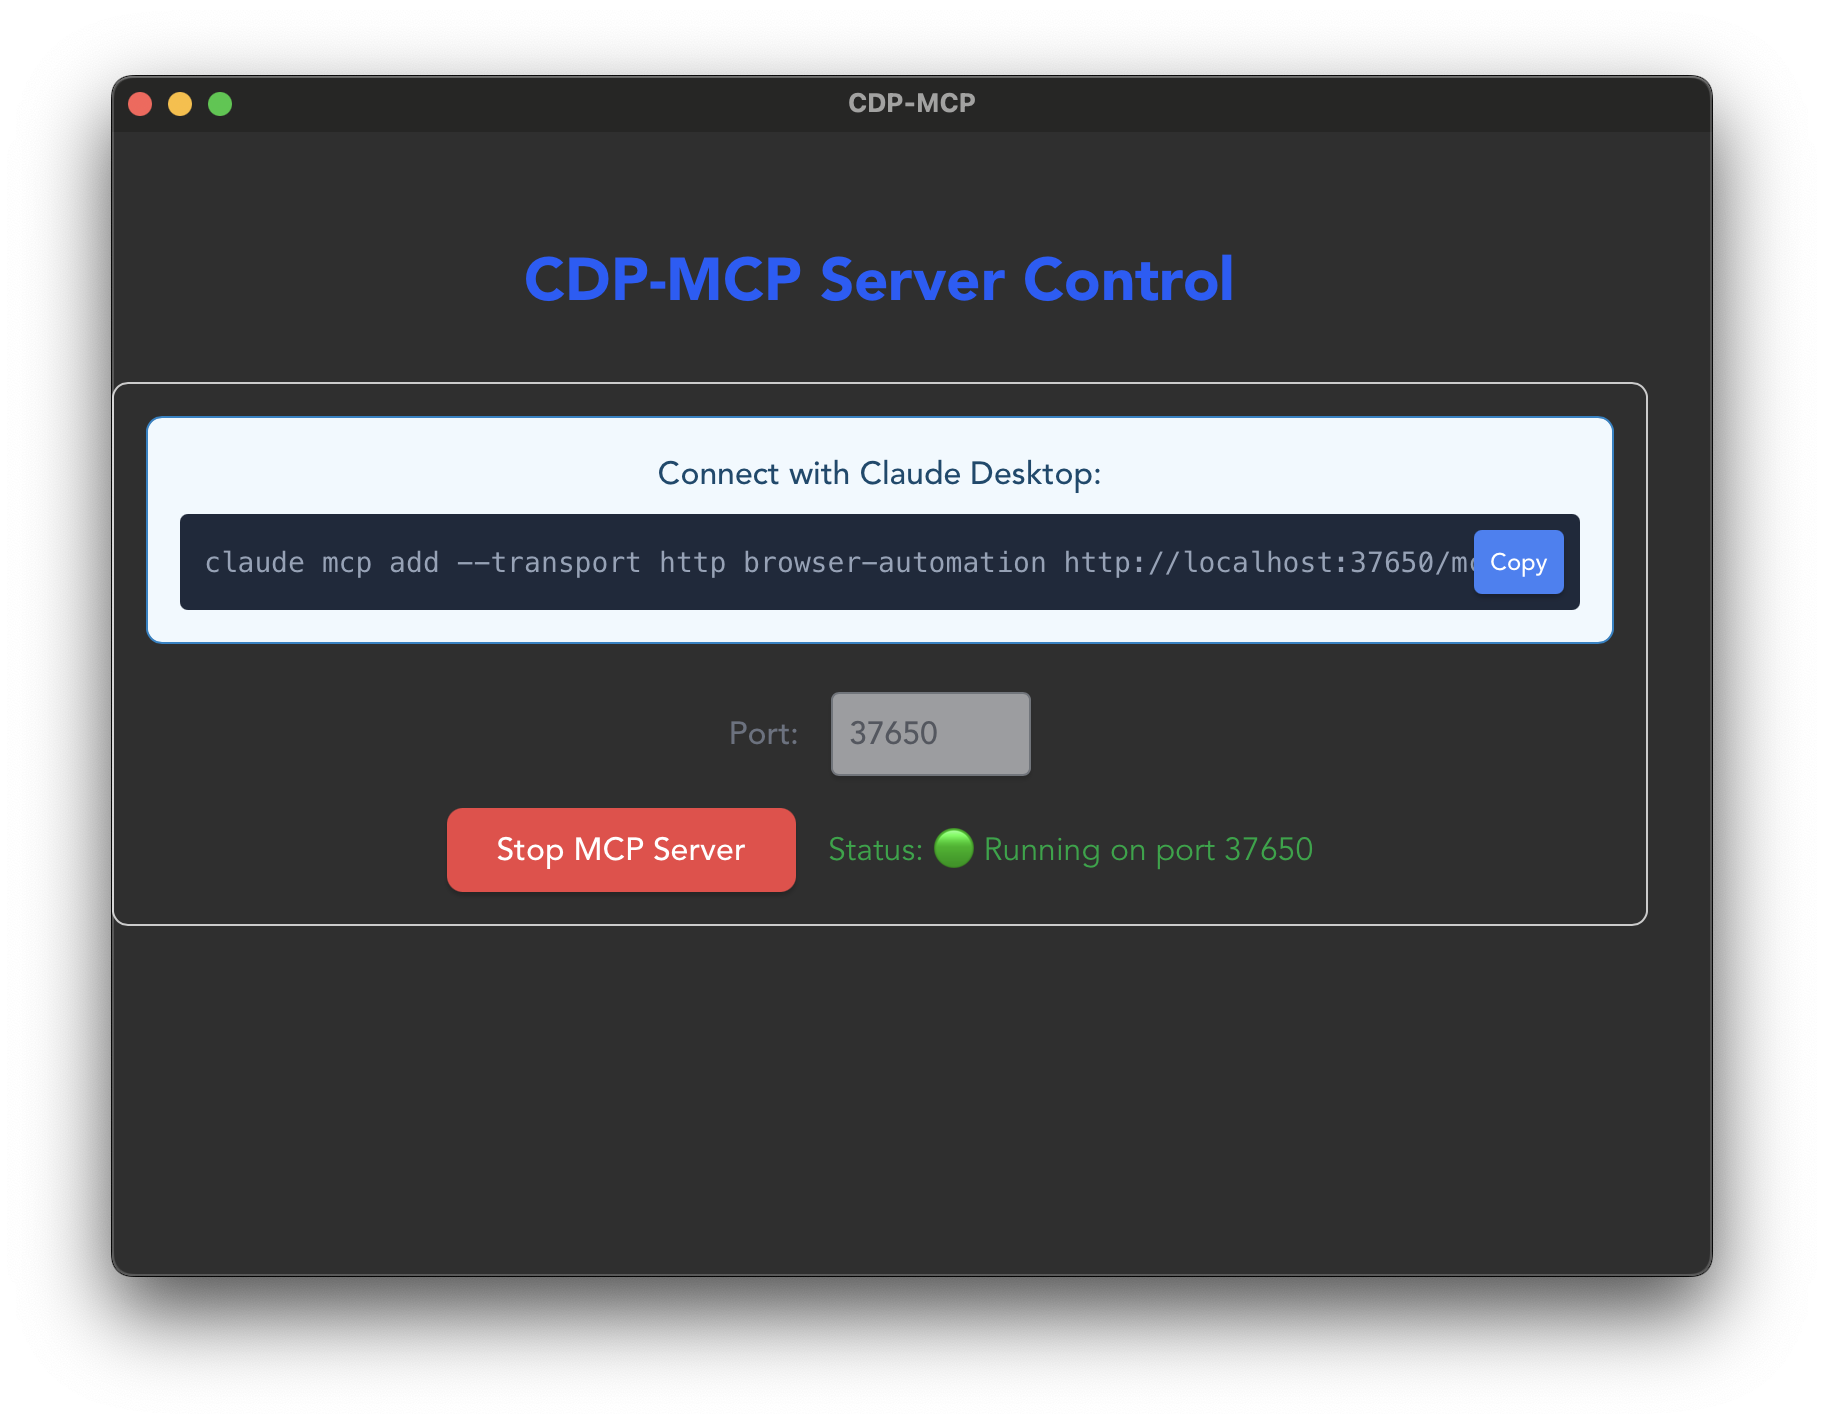 CDP-MCP
CDP-MCP Server Control
Connect with Claude Desktop:
claude mcp add --transport http browser-automation http://localhost:37650/mc
Copy
Port: 37650
Stop MCP Server
Status: 🟢 Running on port 37650